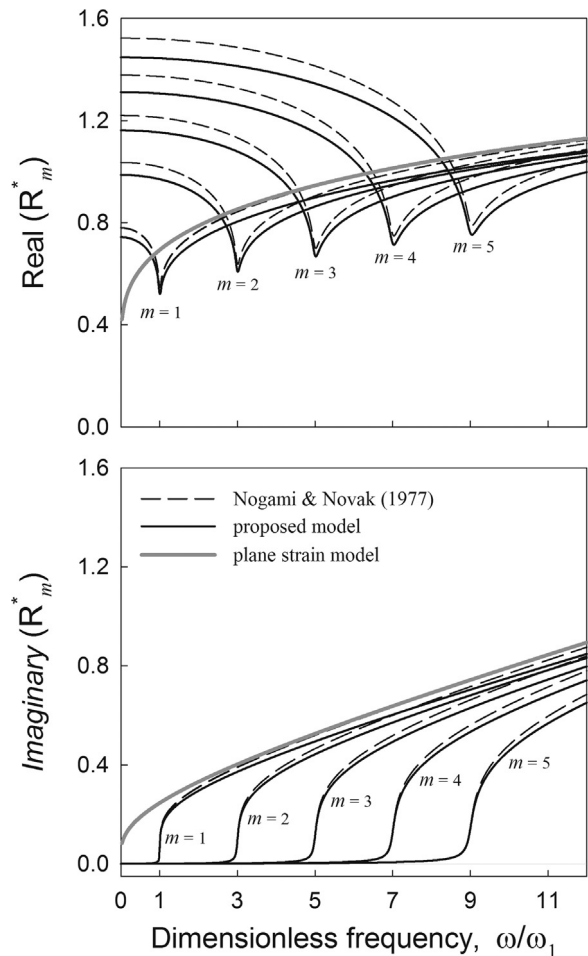 1.6
1.2
0.8
0.4
0.0
Real (R*m)
m = 1
m = 2
m = 3
m = 4
m = 5
1.6
1.2
0.8
0.4
0.0
Imaginary (R*m)
Nogami & Novak (1977)
proposed model
plane strain model
m = 1
m = 2
m = 3
m = 4
m = 5
0 1 3 5 7 9 11
Dimensionless frequency, ω/ω1